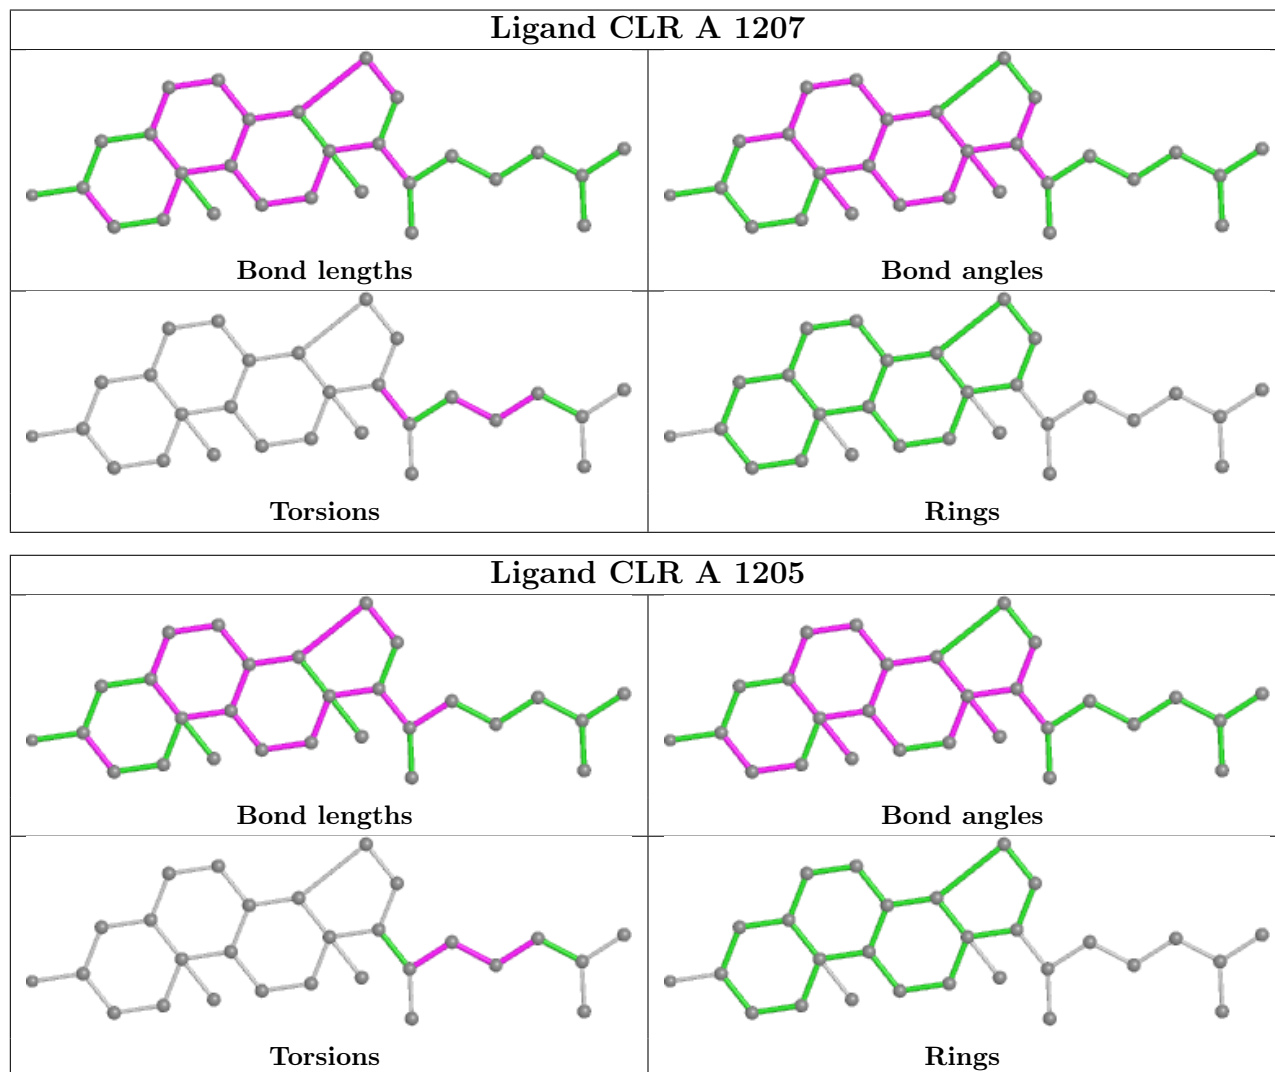 Ligand CLR A 1207
Bond lengths
Bond angles
Torsions
Rings
Ligand CLR A 1205
Bond lengths
Bond angles
Torsions
Rings